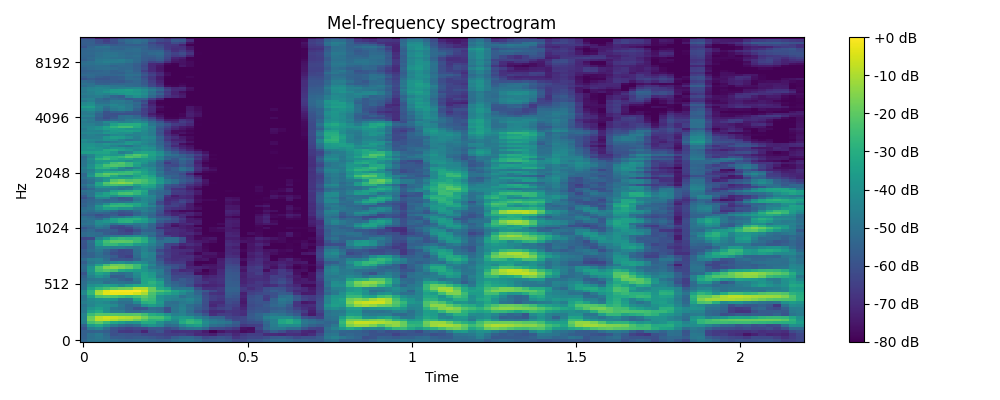 Mel-frequency spectrogram
8192
4096
2048
1024
512
0
Hz
0
0.5
1
1.5
2
Time
+0 dB
-10 dB
-20 dB
-30 dB
-40 dB
-50 dB
-60 dB
-70 dB
-80 dB